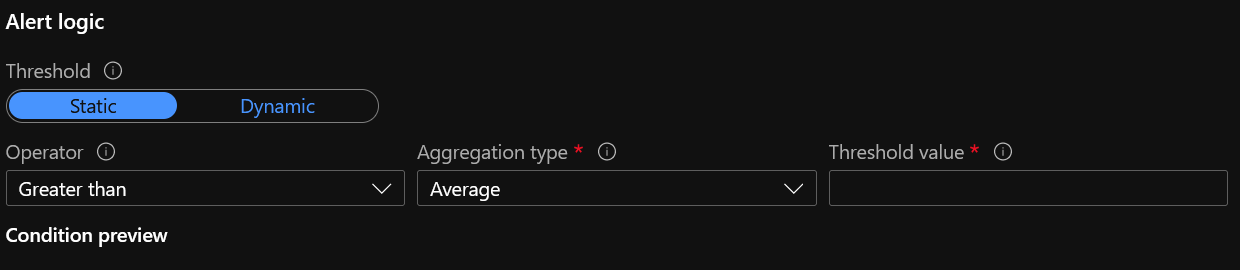 Alert logic
Threshold
Static Dynamic
Operator Aggregation type * Threshold value *
Greater than Average
Condition preview